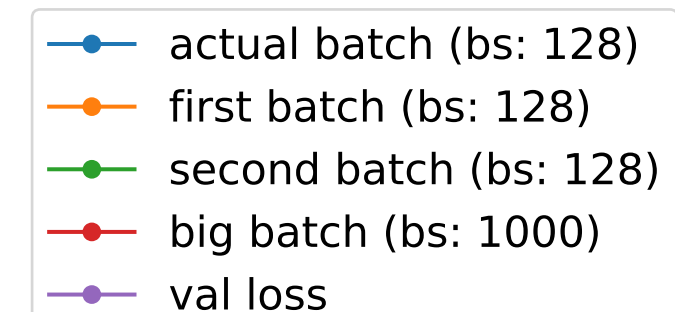 actual batch (bs: 128)
first batch (bs: 128)
second batch (bs: 128)
big batch (bs: 1000)
val loss